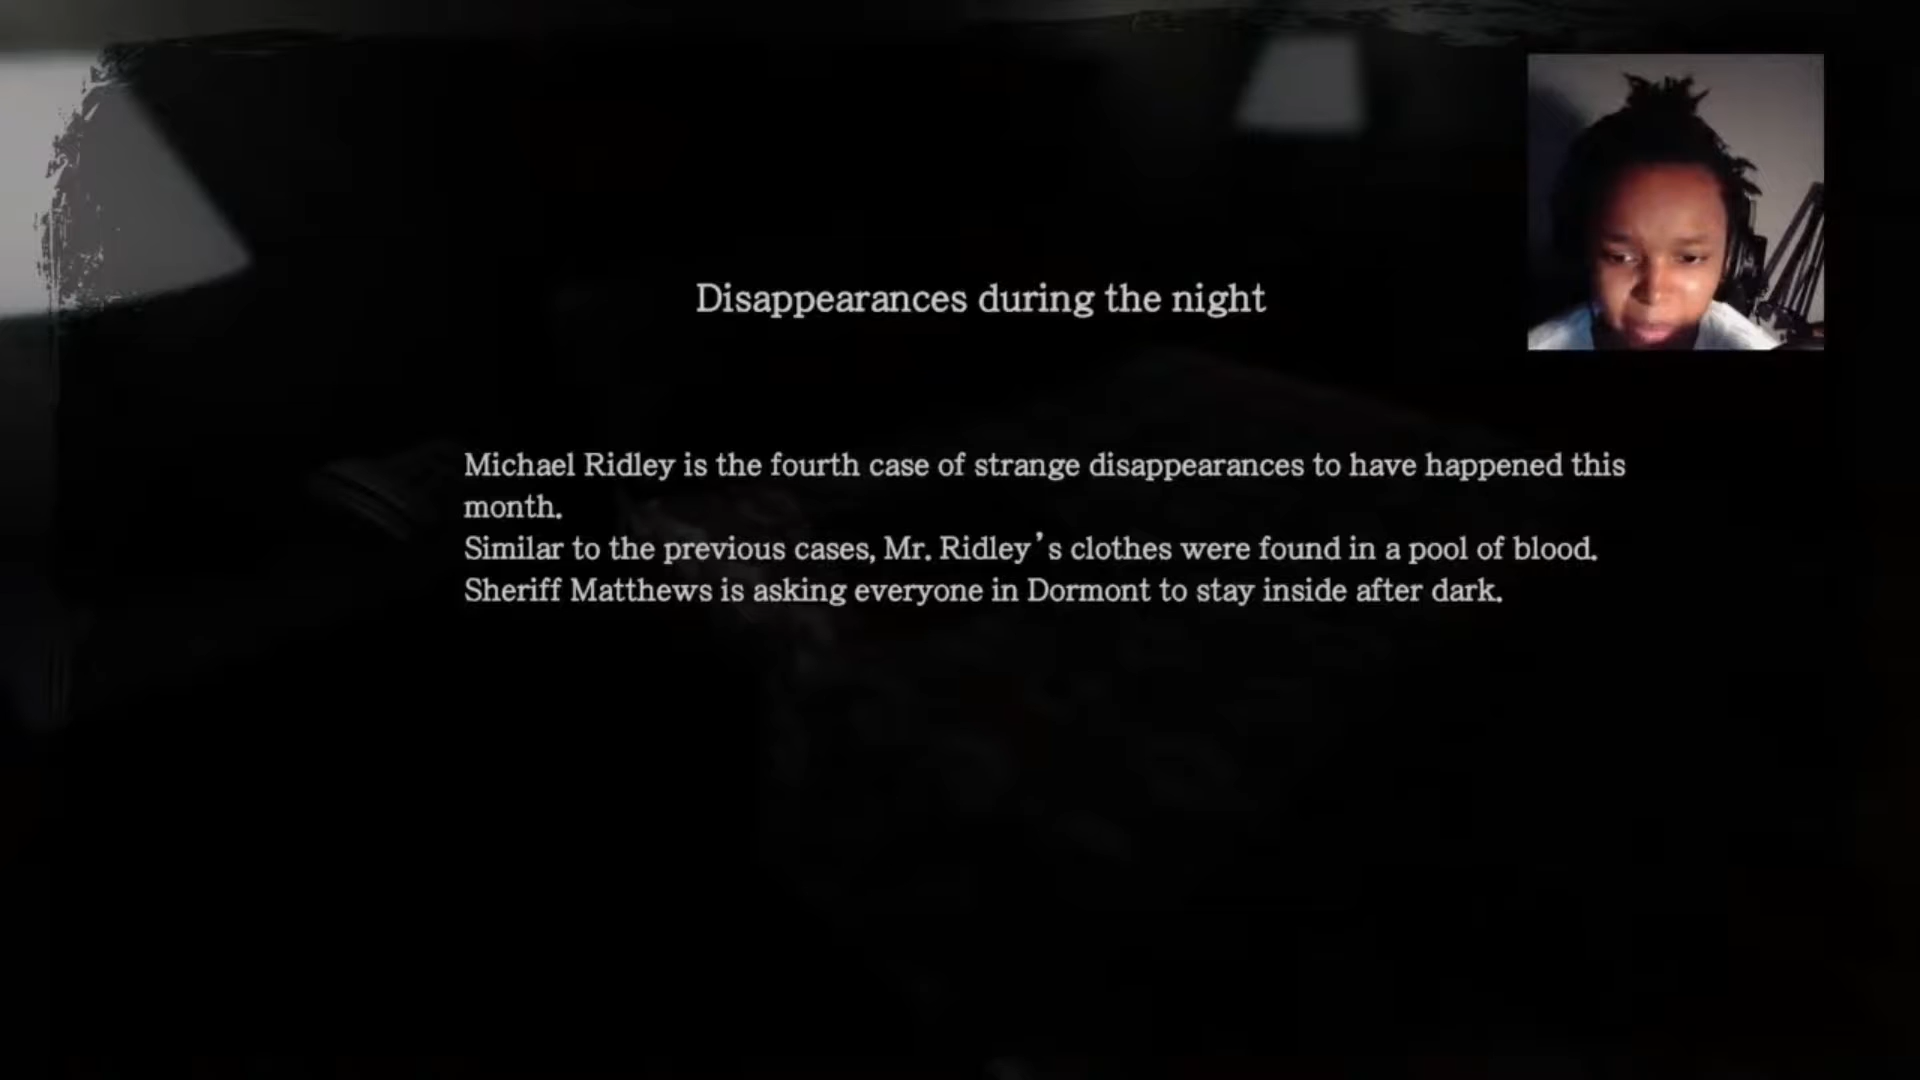 Disappearances during the night
Michael Ridley is the fourth case of strange disappearances to have happened this
month.
Similar to the previous cases, Mr. Ridley’s clothes were found in a pool of blood.
Sheriff Matthews is asking everyone in Dormont to stay inside after dark.